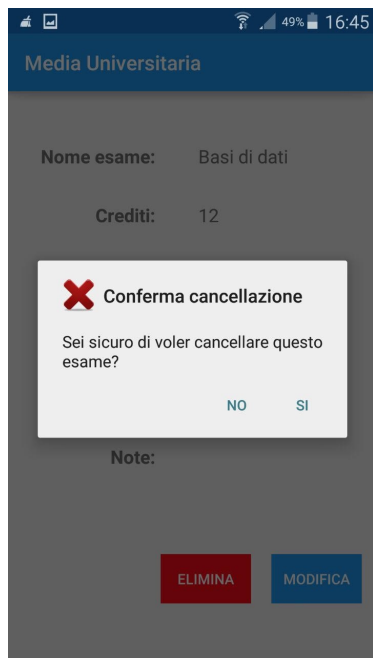 49% 16:45
Media Universitaria
Nome esame: Basi di dati
Crediti: 12
Conferma cancellazione
Sei sicuro di voler cancellare questo
esame?
NO SI
Note:
ELIMINA MODIFICA